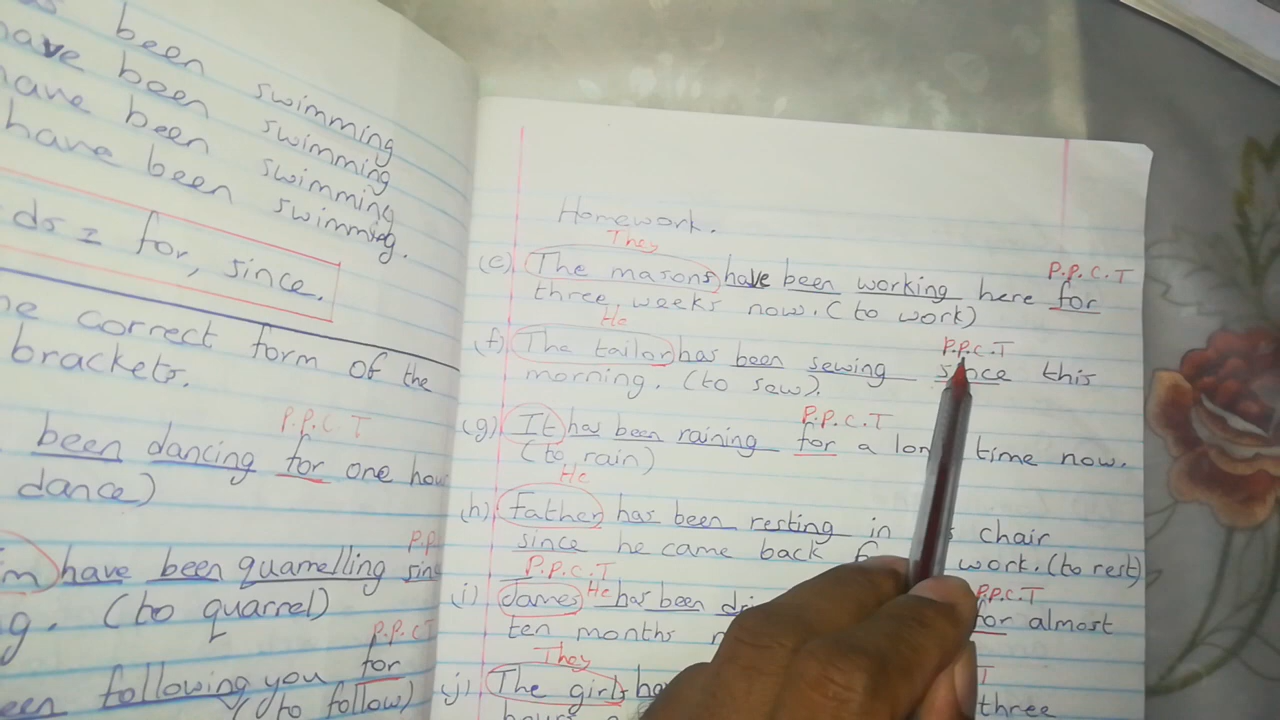 been swimming
have been swimming
have been swimming
have been swimming.
ds = for, since.
correct form of the
brackets.
P.P.C.T
been dancing for one
dance)
have been quarrelling
(to quarrel)
P.P.C.T
following you for
(to follow)
Homework.
They
(e) The masons have been working here for P.P.C.T
three weeks now. (to work)
He
(f) The tailor has been sewing since this P.P.C.T
morning. (to sew).
(g) It has been raining for a long time now. P.P.C.T
(to rain)
He
(h) Father has been resting in chair
since he came back work. (to rest)
P.P.C.T
(i) James He has been for almost P.P.C.T
ten months
They
(j) The girls three